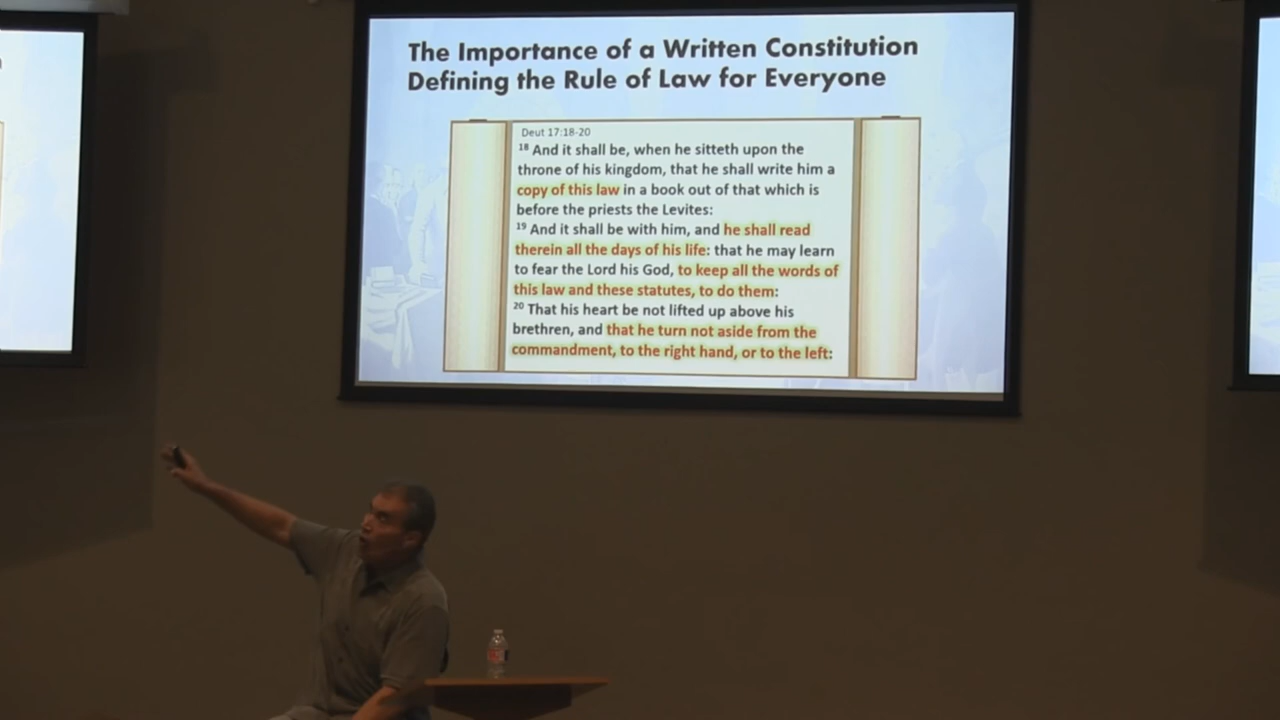 The Importance of a Written Constitution
Defining the Rule of Law for Everyone
Deut 17:18-20
18 And it shall be, when he sitteth upon the
throne of his kingdom, that he shall write him a
copy of this law in a book out of that which is
before the priests the Levites:
19 And it shall be with him, and he shall read
therein all the days of his life: that he may learn
to fear the Lord his God, to keep all the words of
this law and these statutes, to do them:
20 That his heart be not lifted up above his
brethren, and that he turn not aside from the
commandment, to the right hand, or to the left: